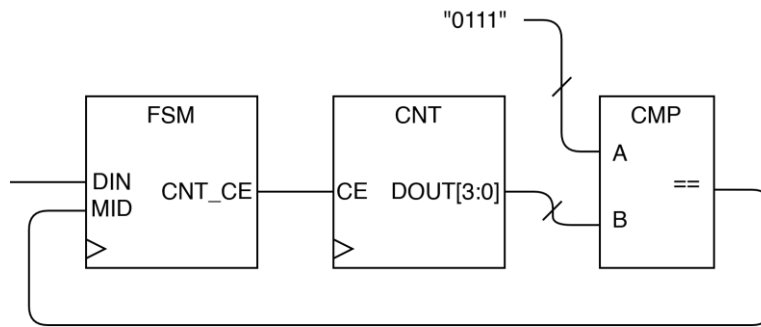 "0111"
FSM
CNT
CMP
A
DIN
CNT_CE
CE
DOUT[3:0]
==
MID
B